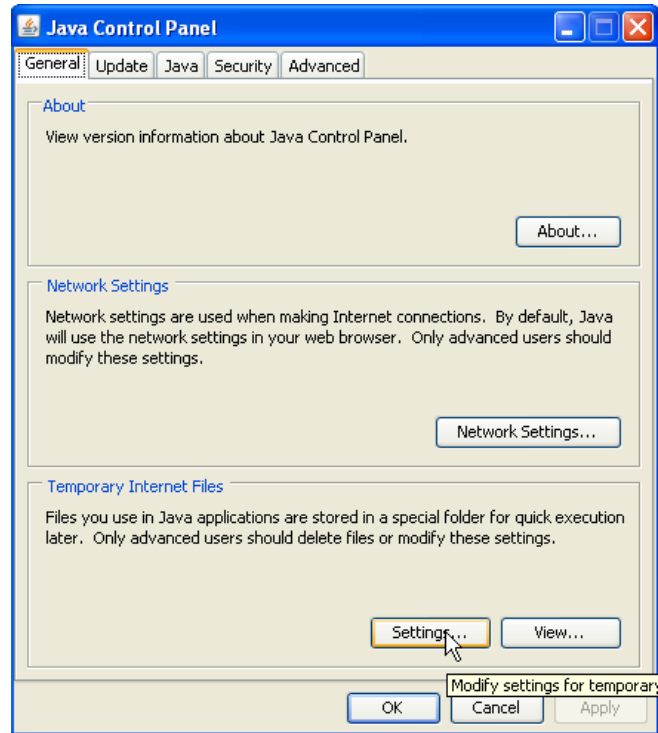 Java Control Panel
General Update Java Security Advanced
About
View version information about Java Control Panel.
About...
Network Settings
Network settings are used when making Internet connections. By default, Java
will use the network settings in your web browser. Only advanced users should
modify these settings.
Network Settings...
Temporary Internet Files
Files you use in Java applications are stored in a special folder for quick execution
later. Only advanced users should delete files or modify these settings.
Settings... View...
Modify settings for temporary
OK Cancel Apply